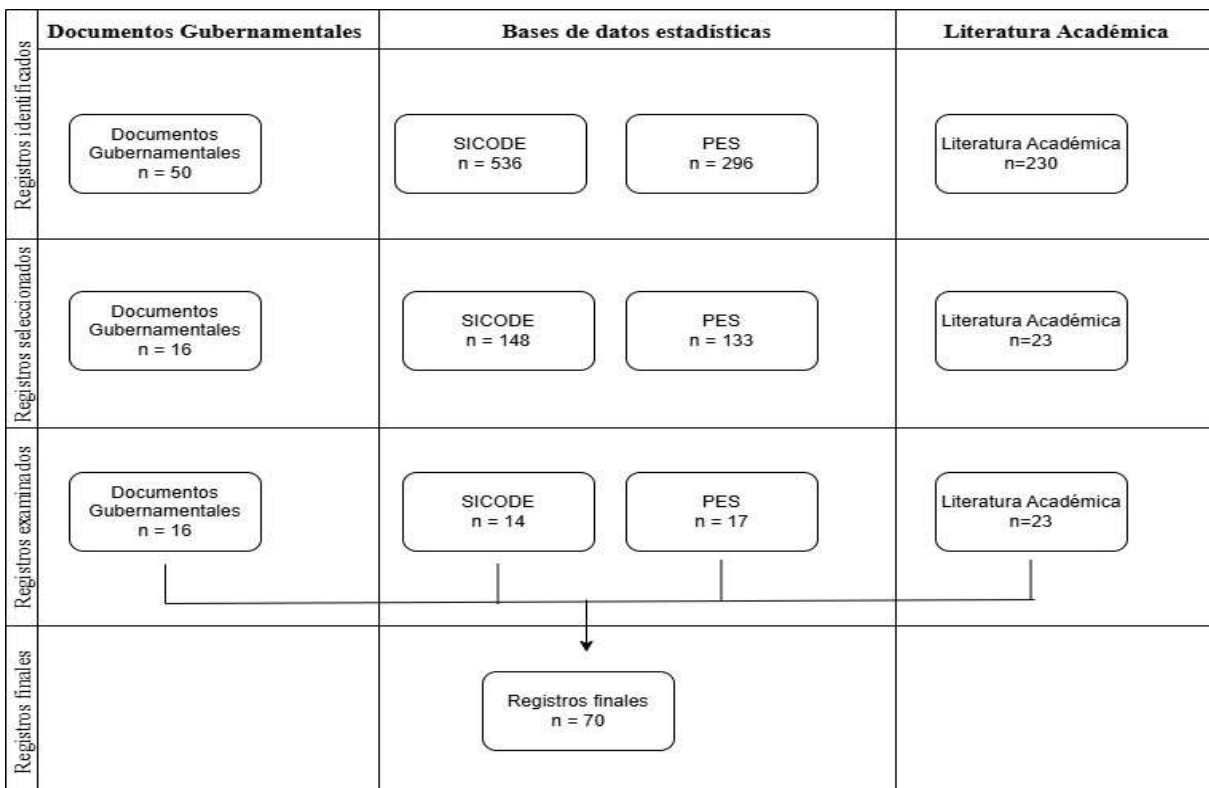 Documentos Gubernamentales
Bases de datos estadísticas
Literatura Académica
Registros identificados
Documentos
Gubernamentales
n = 50
SICODE
n = 536
PES
n = 296
Literatura Académica
n=230
Registros seleccionados
Documentos
Gubernamentales
n = 16
SICODE
n = 148
PES
n = 133
Literatura Académica
n=23
Registros examinados
Documentos
Gubernamentales
n = 16
SICODE
n = 14
PES
n = 17
Literatura Académica
n=23
Registros finales
Registros finales
n = 70